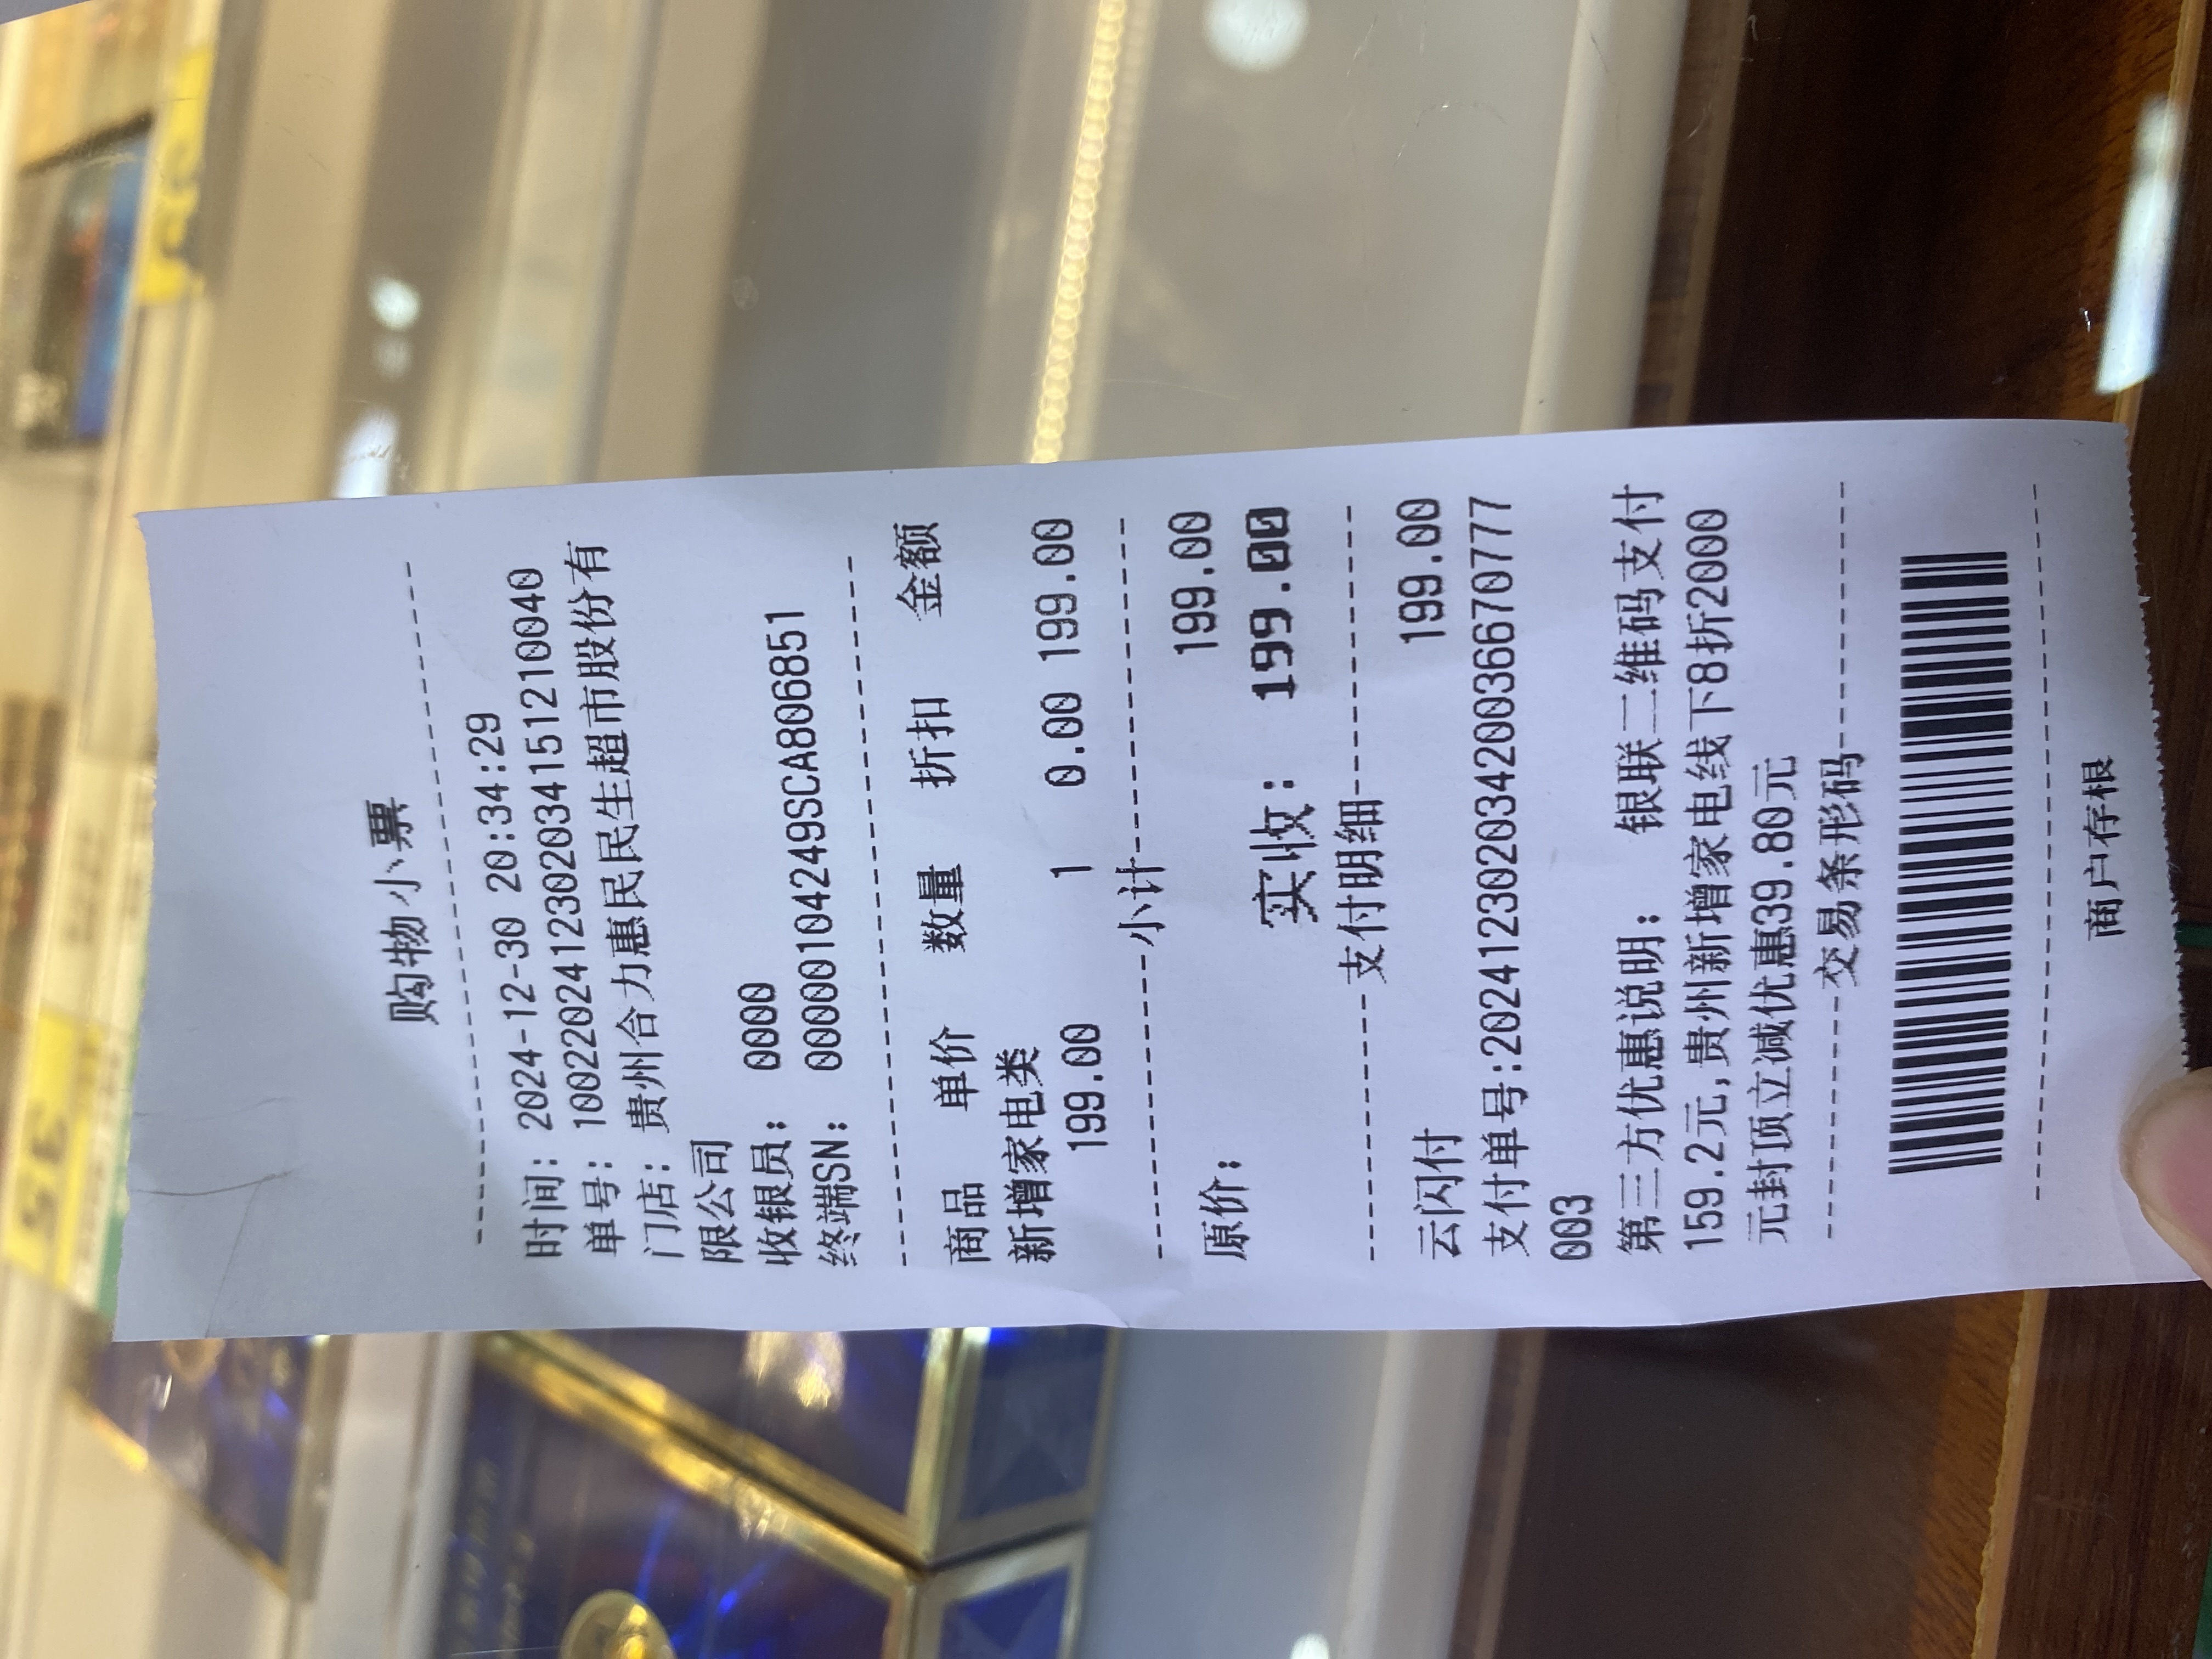 购物小票
时间: 2024-12-30 20:34:29
单号: 1002202412302034151210040
门店: 贵州合力惠民民生超市股份有
限公司
收银员: 0000
终端SN: 00000104249SCA806851
商品 单价 数量 折扣 金额
新增家电类
199.00 1 0.00 199.00
小计
原价: 199.00
实收: 199.00
支付明细
云闪付 199.00
支付单号:2024123020342003667077​7
003
第三方优惠说明: 银联二维码支付
159.2元,贵州新增家电线下8折2000
元封顶立减优惠39.80元
交易条形码
商户存根